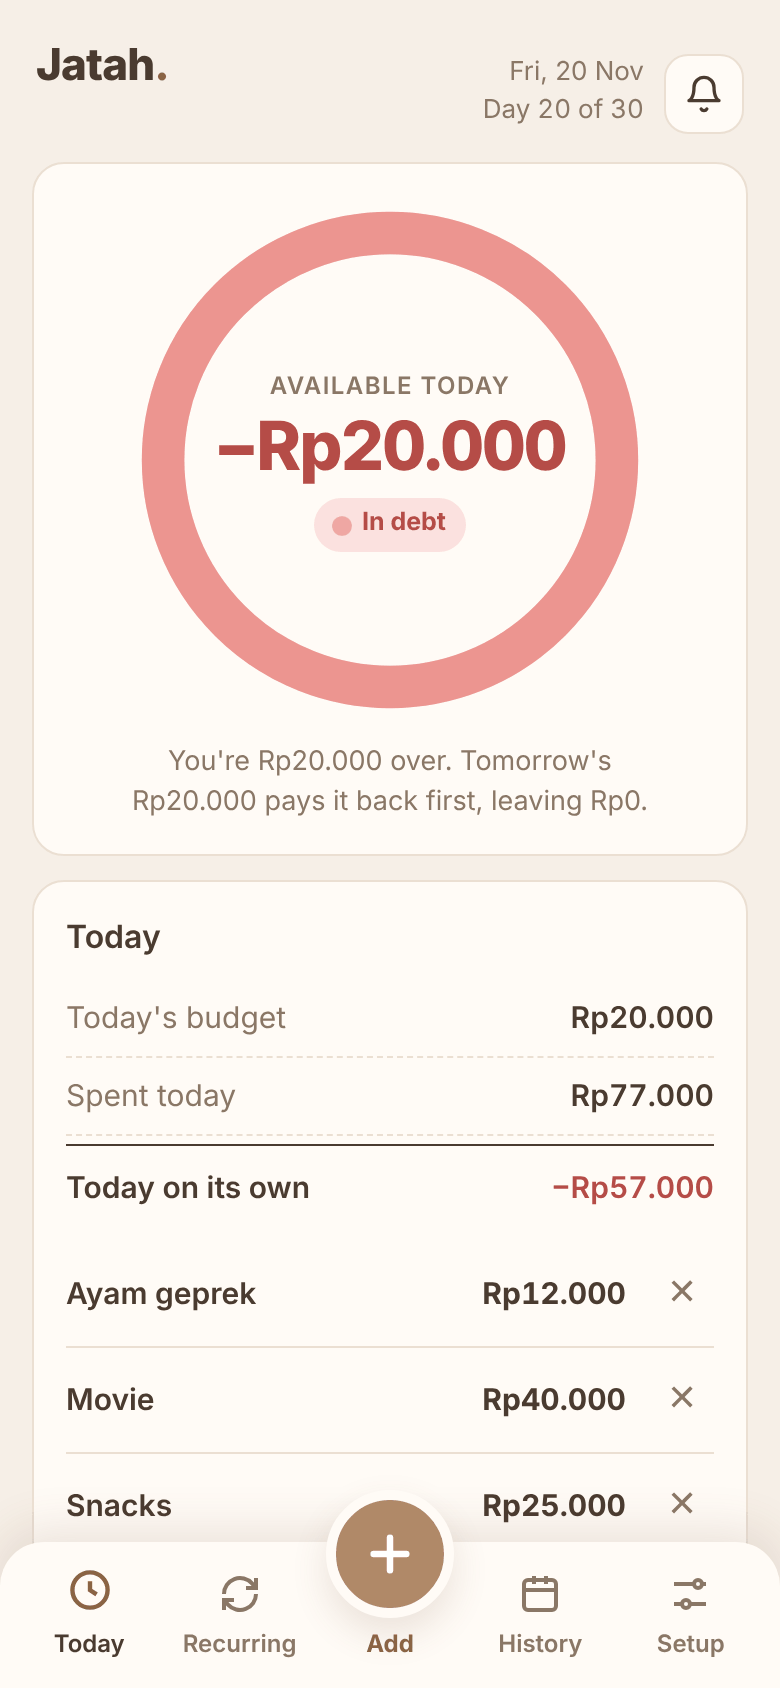 Jatah.
Fri, 20 Nov
Day 20 of 30
AVAILABLE TODAY
−Rp20.000
In debt
You're Rp20.000 over. Tomorrow's
Rp20.000 pays it back first, leaving Rp0.
Today
Today's budget Rp20.000
Spent today Rp77.000
Today on its own −Rp57.000
Ayam geprek Rp12.000 ×
Movie Rp40.000 ×
Snacks Rp25.000 ×
Today
Recurring
Add
History
Setup